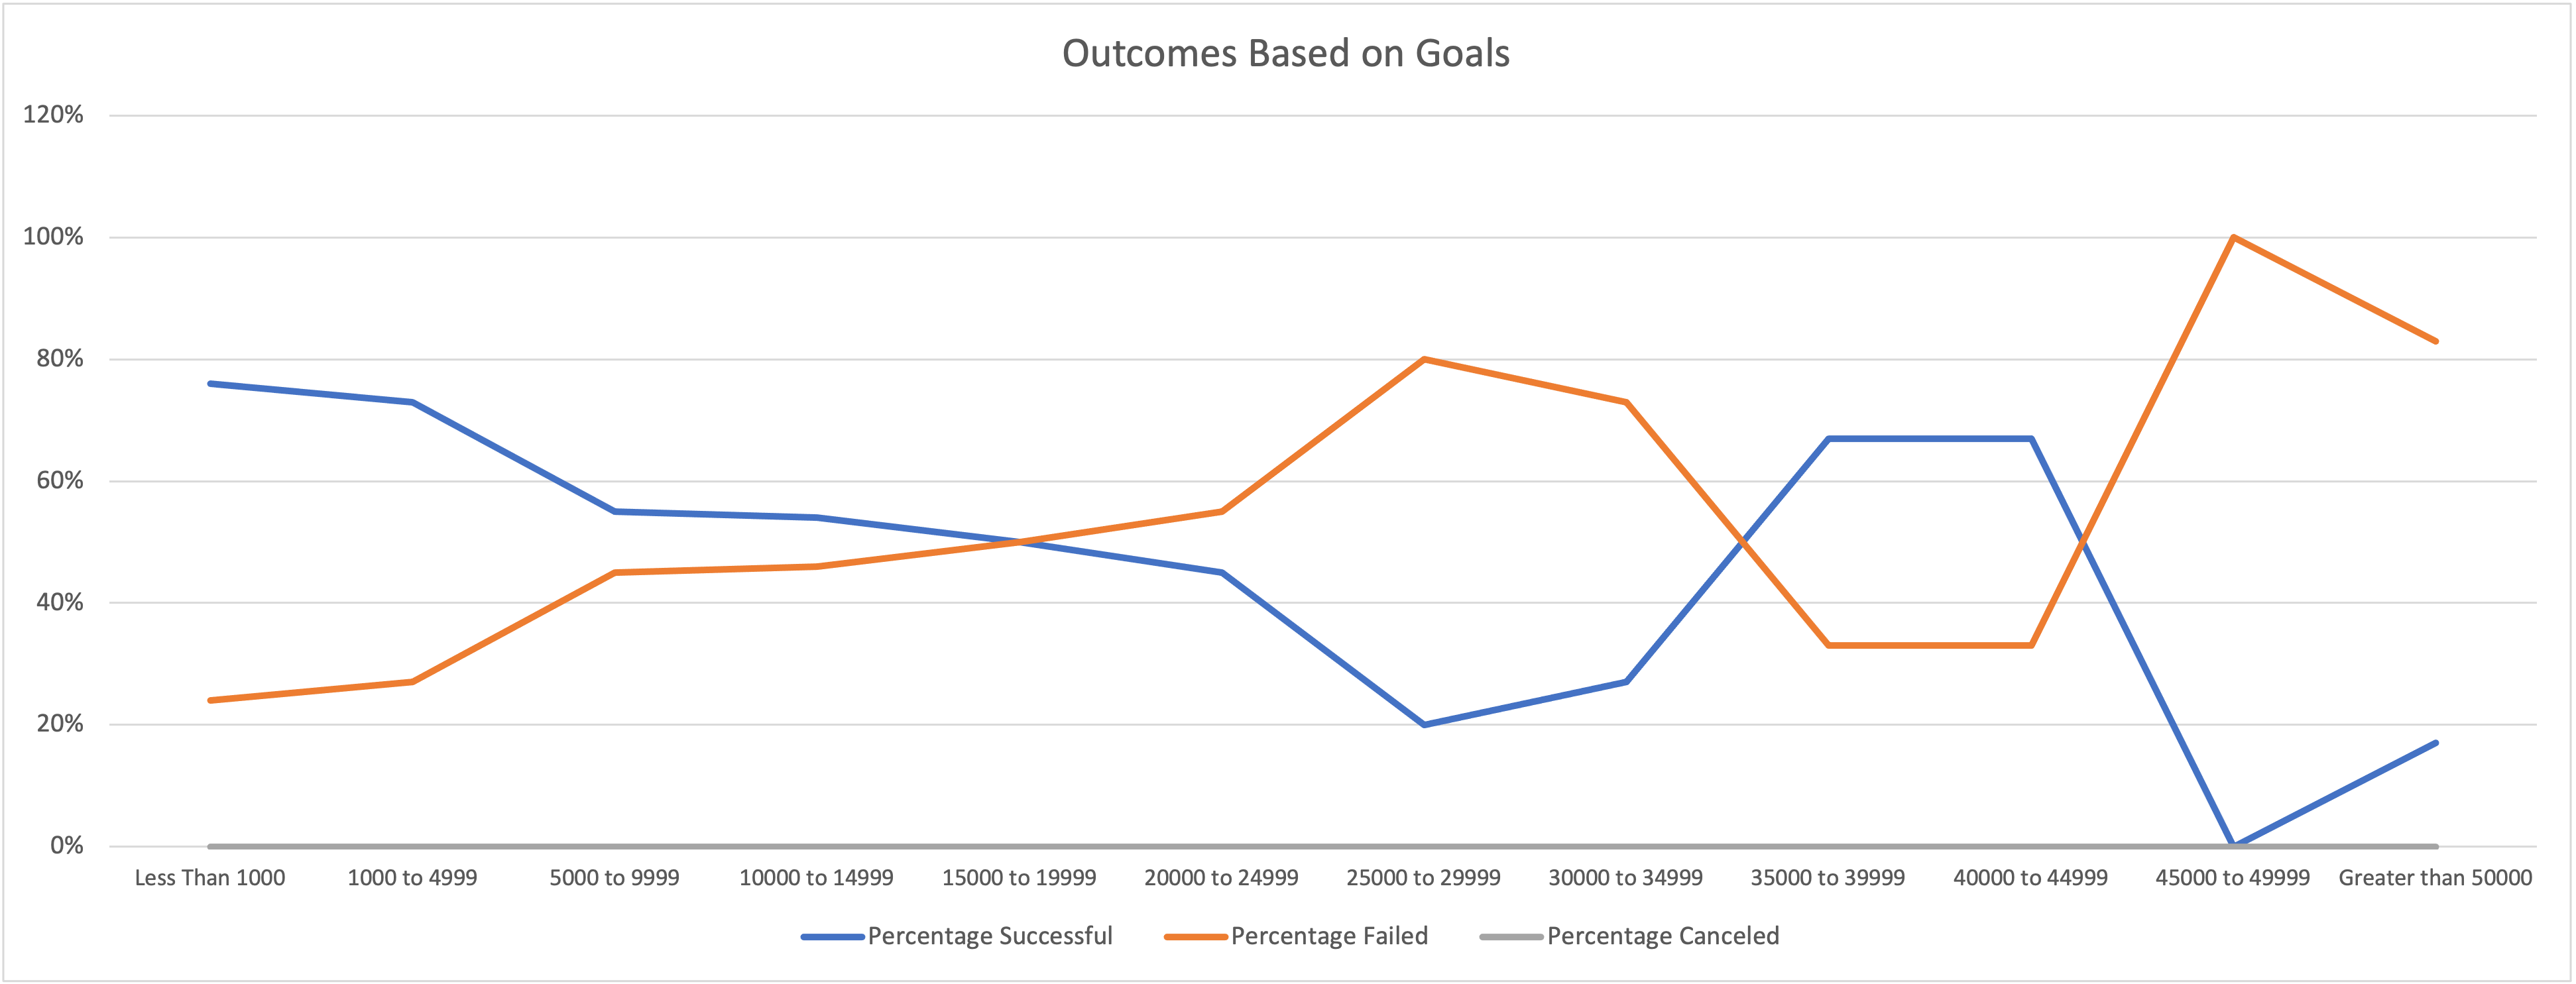 Outcomes Based on Goals
120%
100%
80%
60%
40%
20%
0%
Less Than 1000 1000 to 4999 5000 to 9999 10000 to 14999 15000 to 19999 20000 to 24999 25000 to 29999 30000 to 34999 35000 to 39999 40000 to 44999 45000 to 49999 Greater than 50000
Percentage Successful Percentage Failed Percentage Canceled